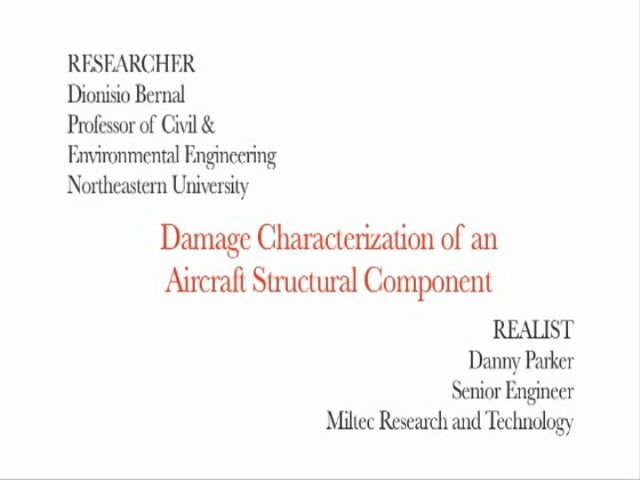 RESEARCHER
Dionisio Bernal
Professor of Civil &
Environmental Engineering
Northeastern University
Damage Characterization of an
Aircraft Structural Component
REALIST
Danny Parker
Senior Engineer
Miltec Research and Technology